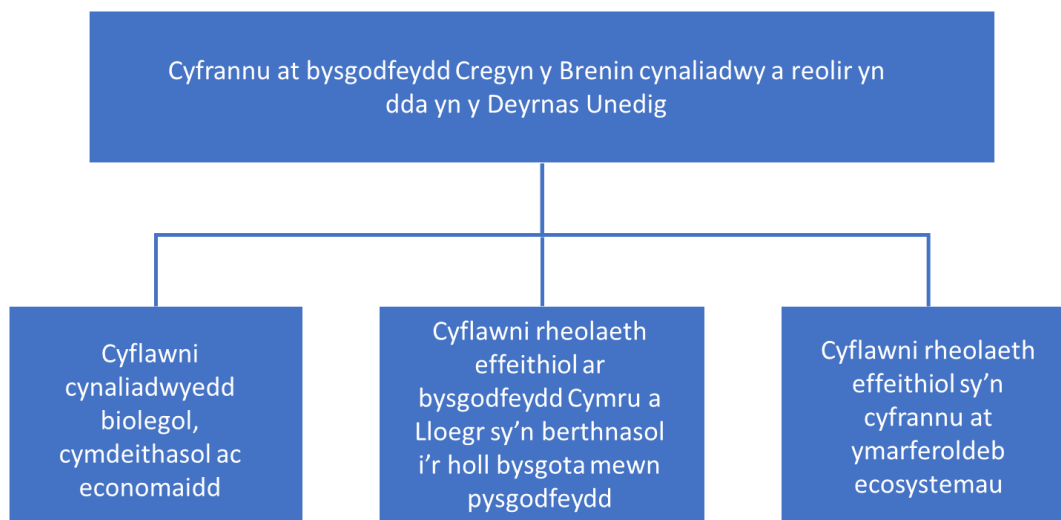 Cyfrannu at bysgodfeydd Cregyn y Brenin cynaliadwy a reolir yn
dda yn y Deyrnas Unedig
Cyflawni
cynaliadwyedd
biolegol,
cymdeithasol ac
economaidd
Cyflawni rheolaeth
effeithiol ar
bysgodfeydd Cymru a
Lloegr sy’n berthnasol
i’r holl bysgota mewn
pysgodfeydd
Cyflawni rheolaeth
effeithiol sy’n
cyfrannu at
ymarferoldeb
ecosystemau